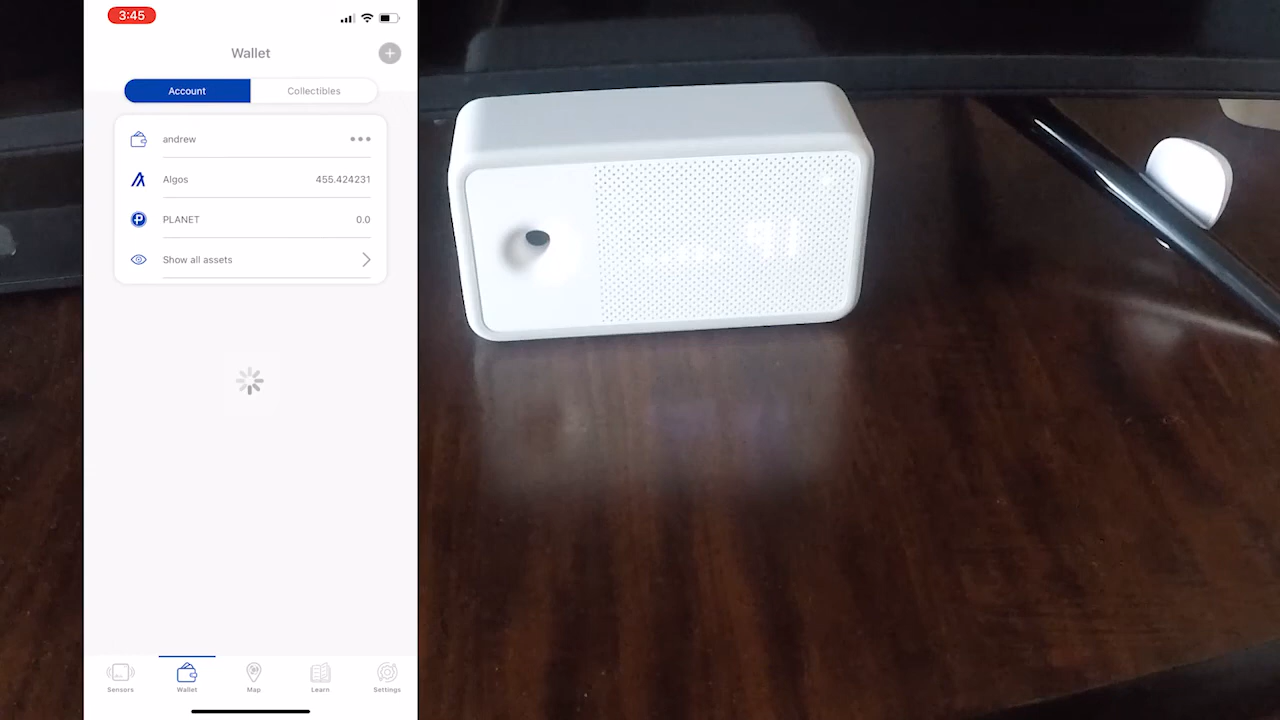 3:45
Wallet
Account
Collectibles
andrew
Algos
455.424231
PLANET
0.0
Show all assets
Sensors
Wallet
Map
Learn
Settings